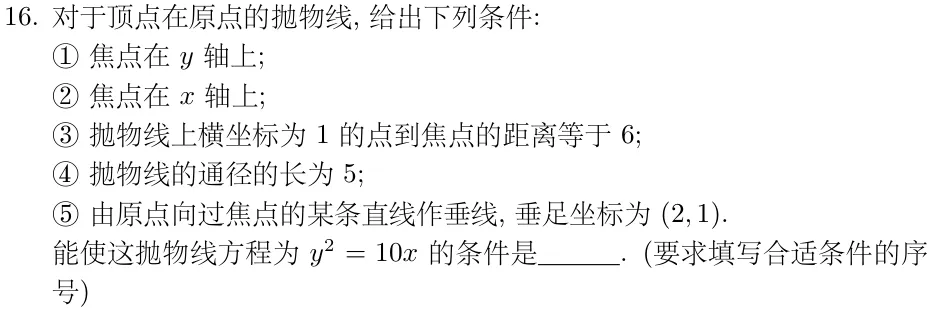 16. 对于顶点在原点的抛物线, 给出下列条件:
① 焦点在 y 轴上;
② 焦点在 x 轴上;
③ 抛物线上横坐标为 1 的点到焦点的距离等于 6;
④ 抛物线的通径的长为 5;
⑤ 由原点向过焦点的某条直线作垂线, 垂足坐标为 (2, 1).
能使这抛物线方程为 y² = 10x 的条件是______. (要求填写合适条件的序
号)